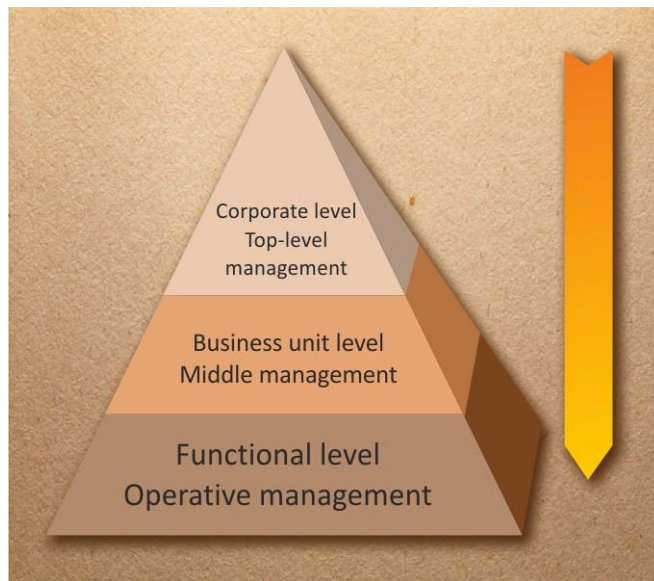 Corporate level
Top-level
management
Business unit level
Middle management
Functional level
Operative management